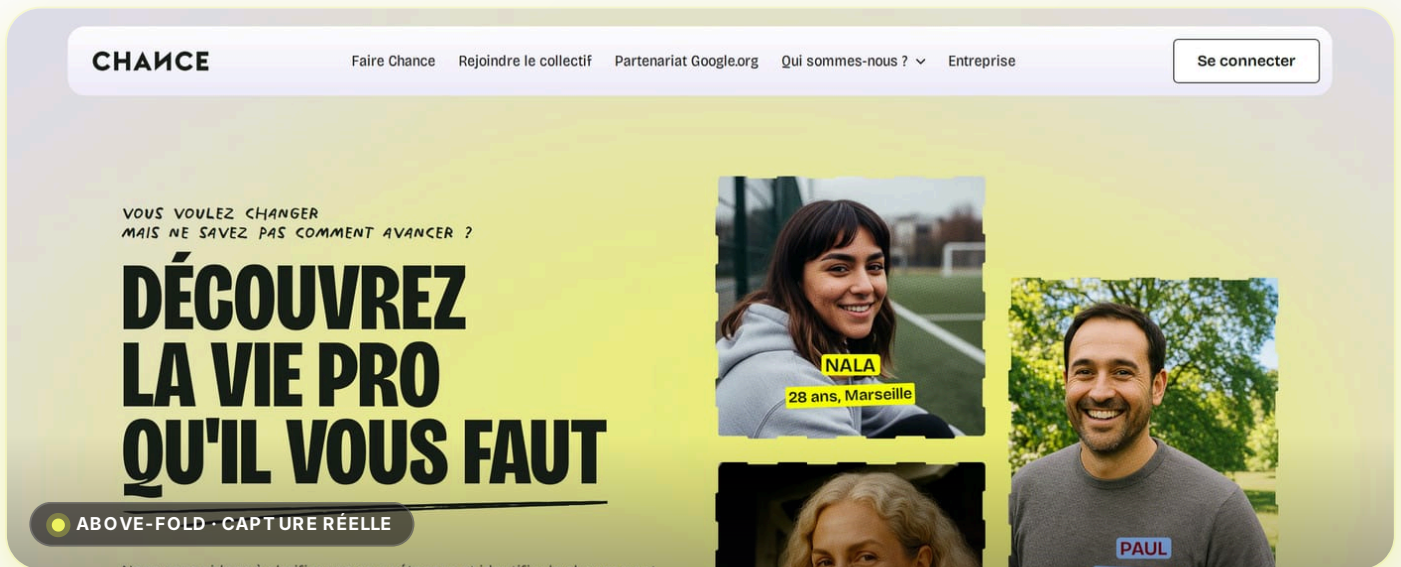 CHANCE
Faire Chance
Rejoindre le collectif
Partenariat Google.org
Qui sommes-nous ?
Entreprise
Se connecter
VOUS VOULEZ CHANGER
MAIS NE SAVEZ PAS COMMENT AVANCER ?
DÉCOUVREZ
LA VIE PRO
QU'IL VOUS FAUT
NALA
28 ans, Marseille
PAUL
ABOVE-FOLD · CAPTURE RÉELLE